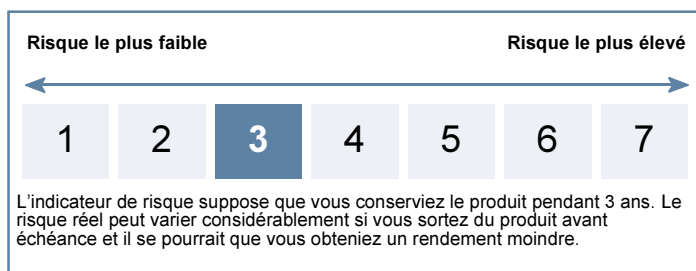 Risque le plus faible Risque le plus élevé
1 2 3 4 5 6 7
L'indicateur de risque suppose que vous conserviez le produit pendant 3 ans. Le
risque réel peut varier considérablement si vous sortez du produit avant
échéance et il se pourrait que vous obteniez un rendement moindre.